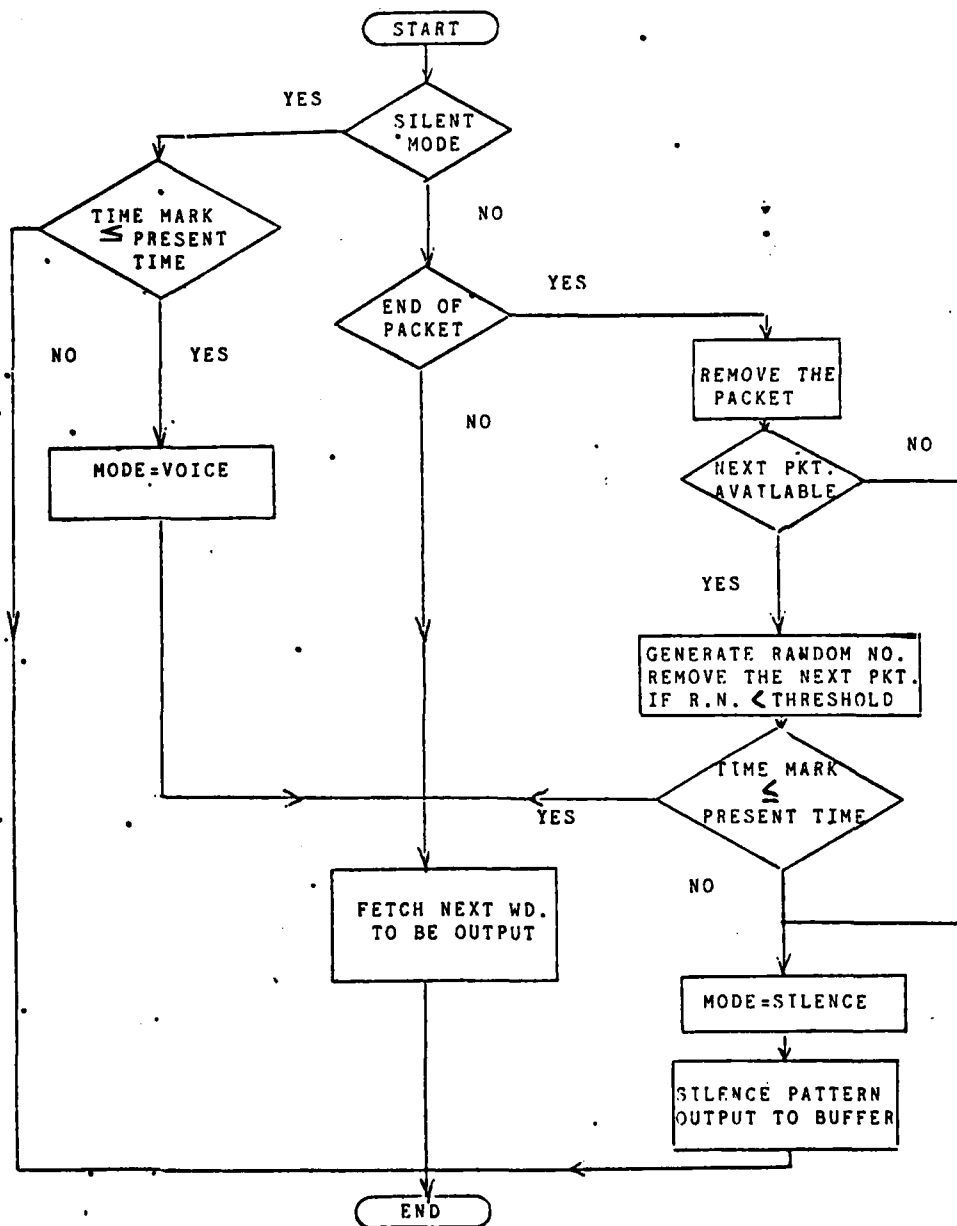 START
YES
SILENT
MODE
TIME MARK
≤ PRESENT
TIME
NO
END OF
PACKET
YES
NO
YES
REMOVE THE
PACKET
NO
MODE=VOICE
NEXT PKT.
AVAILABLE
NO
YES
GENERATE RANDOM NO.
REMOVE THE NEXT PKT.
IF R.N. < THRESHOLD
TIME MARK
≤
PRESENT TIME
YES
NO
FETCH NEXT WD.
TO BE OUTPUT
MODE=SILENCE
SILENCE PATTERN
OUTPUT TO BUFFER
END